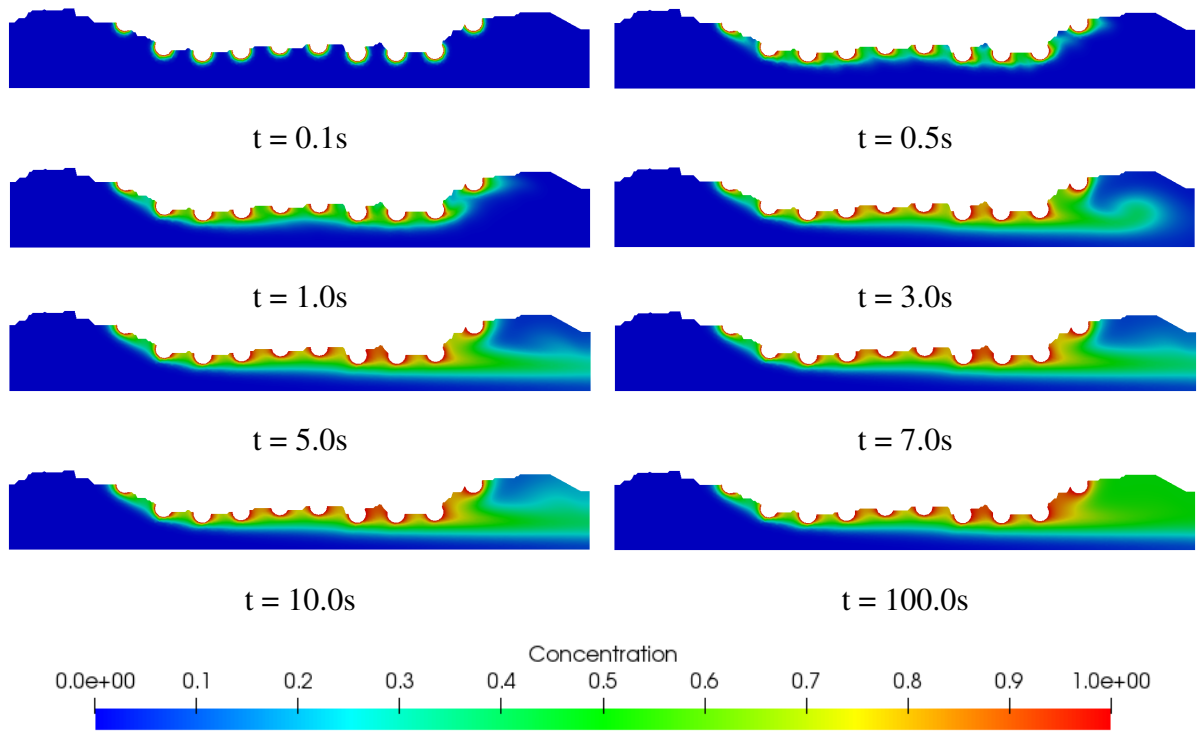 t = 0.1s
t = 0.5s
t = 1.0s
t = 3.0s
t = 5.0s
t = 7.0s
t = 10.0s
t = 100.0s
Concentration
0.0e+00 0.1 0.2 0.3 0.4 0.5 0.6 0.7 0.8 0.9 1.0e+00